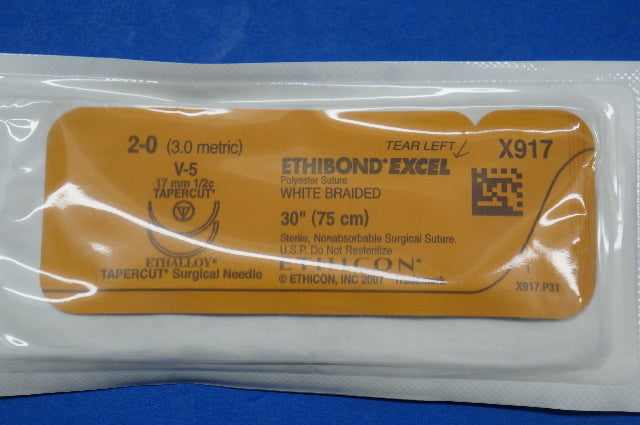 2-0 (3.0 metric)
V-5
17 mm 1/2c
TAPERCUT*
ETHALLOY*
TAPERCUT* Surgical Needle
TEAR LEFT
X917
ETHIBOND*EXCEL
Polyester Suture
WHITE BRAIDED
30" (75 cm)
Sterile, Nonabsorbable Surgical Suture.
U.S.P. Do Not Resterilize
ETHICON*
© ETHICON, INC 2007 *Trademark
X917.P31